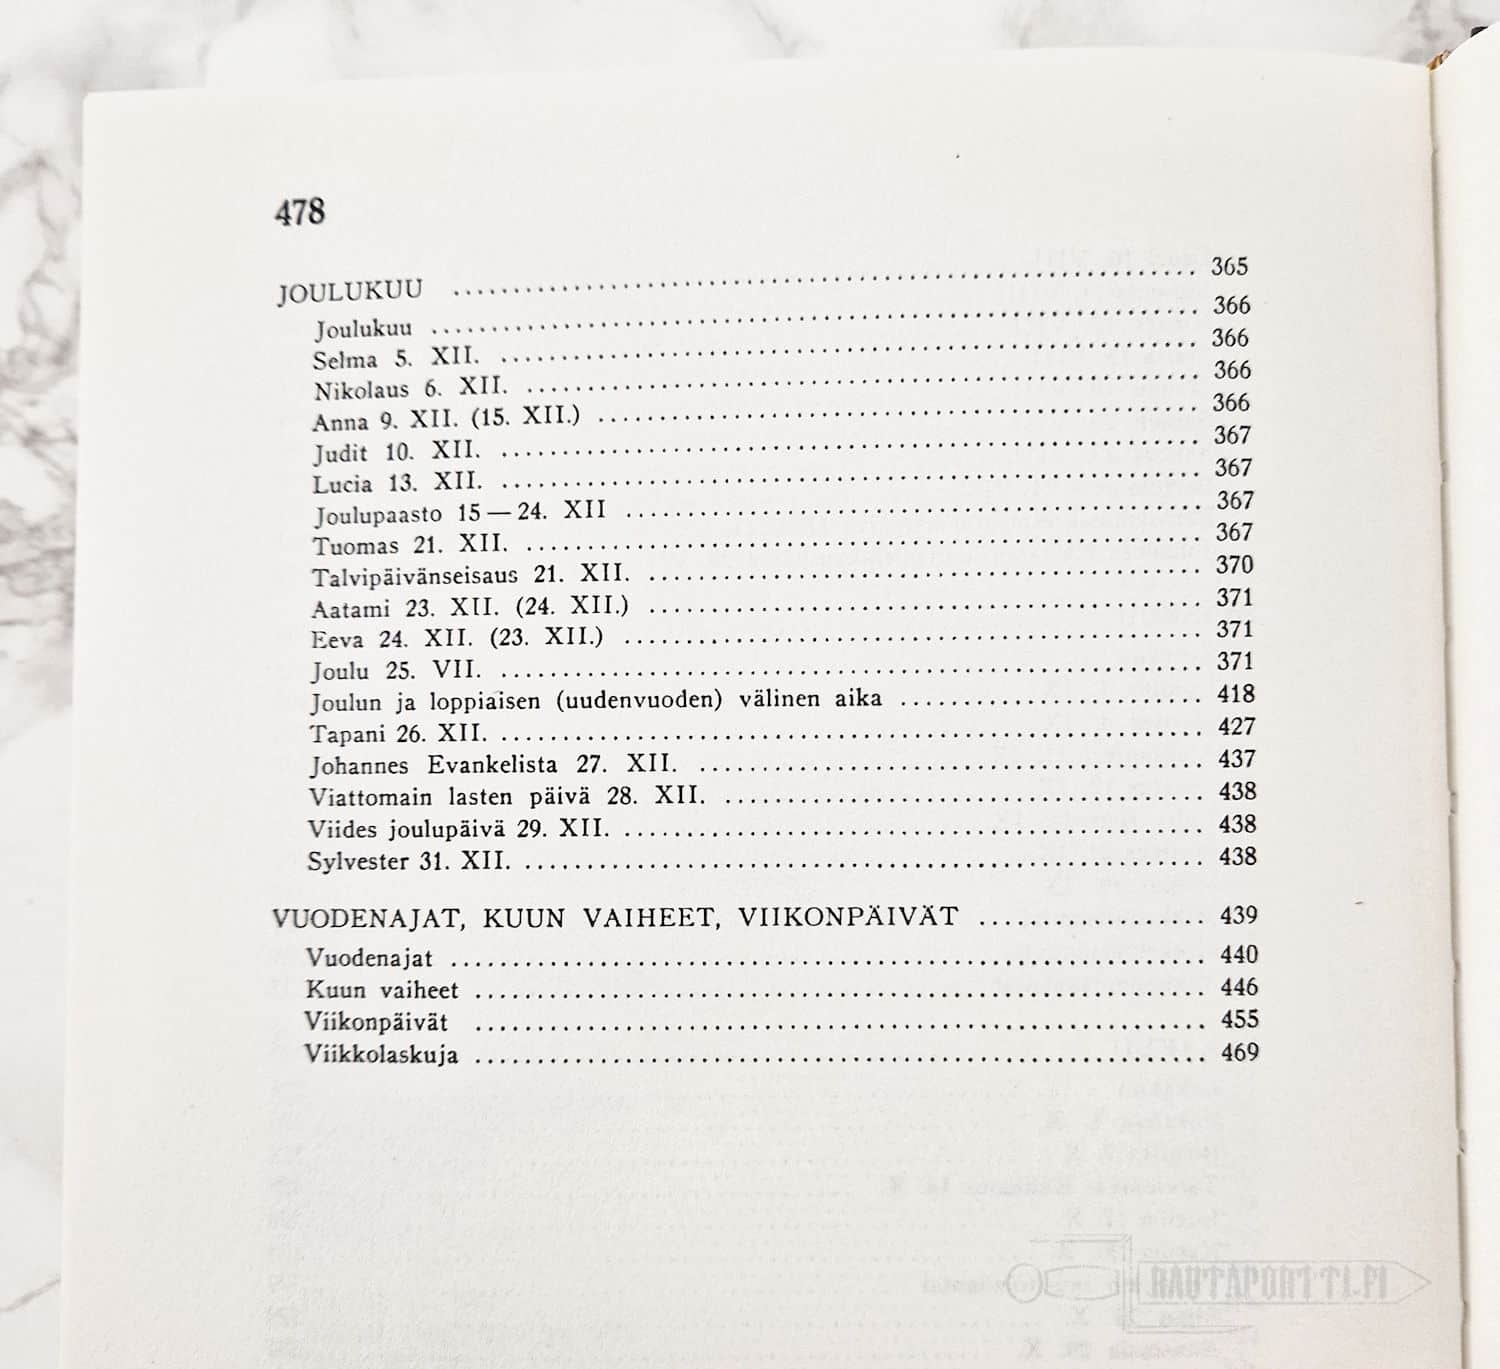 478
JOULUKUU ........................ 365
Joulukuu ........................ 366
Selma 5. XII. ........................ 366
Nikolaus 6. XII. ........................ 366
Anna 9. XII. (15. XII.) ........................ 366
Judit 10. XII. ........................ 367
Lucia 13. XII. ........................ 367
Joulupaasto 15 — 24. XII ........................ 367
Tuomas 21. XII. ........................ 367
Talvipäivänseisaus 21. XII. ........................ 370
Aatami 23. XII. (24. XII.) ........................ 371
Eeva 24. XII. (23. XII.) ........................ 371
Joulu 25. VII. ........................ 371
Joulun ja loppiaisen (uudenvuoden) välinen aika ........................ 418
Tapani 26. XII. ........................ 427
Johannes Evankelista 27. XII. ........................ 437
Viattomain lasten päivä 28. XII. ........................ 438
Viides joulupäivä 29. XII. ........................ 438
Sylvester 31. XII. ........................ 438
VUODENAJAT, KUUN VAIHEET, VIIKONPÄIVÄT ........................ 439
Vuodenajat ........................ 440
Kuun vaiheet ........................ 446
Viikonpäivät ........................ 455
Viikkolaskuja ........................ 469
RAUTAPORTTI.FI